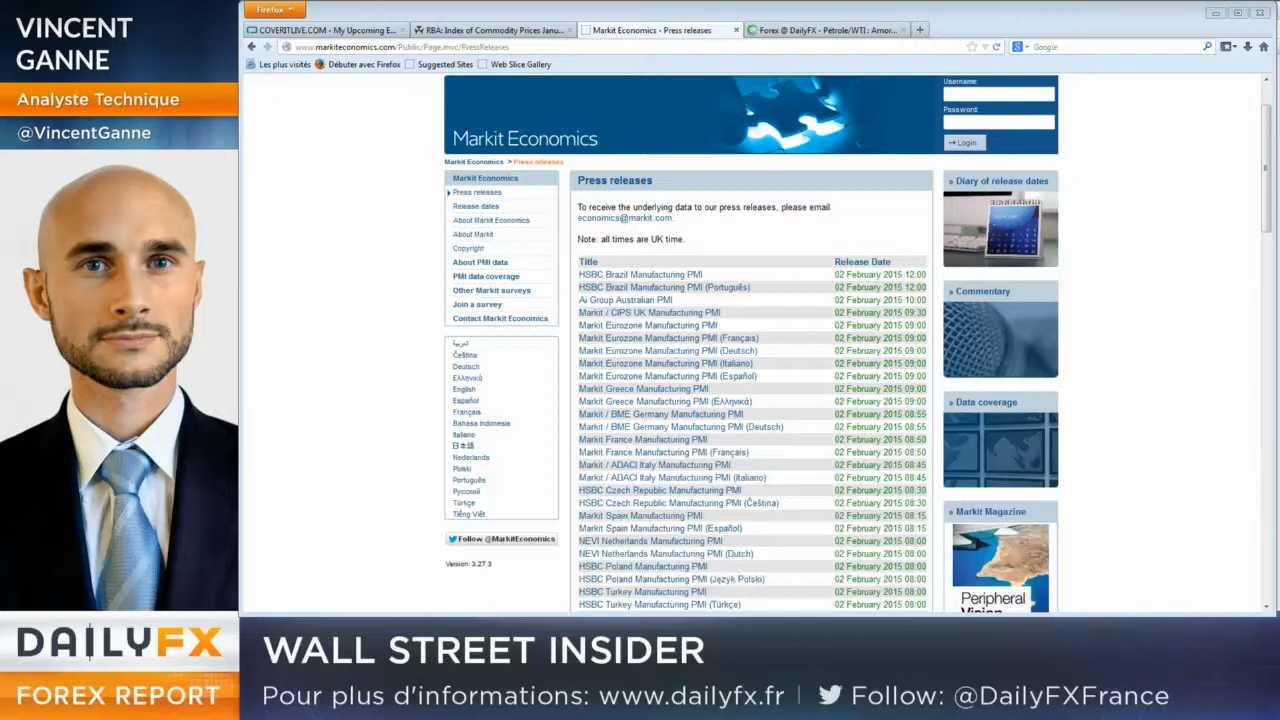 VINCENT
GANNE
Analyste Technique
@VincentGanne
DAILYFX
FOREX REPORT
Firefox
COVERITLIVE.COM - My Upcoming E...
RBA: Index of Commodity Prices Janu...
Markit Economics - Press releases
Forex @ DailyFX - Pétrole/WTI : Amor...
www.markiteconomics.com/Public/Page.mvc/PressReleases
Google
Les plus visités
Débuter avec Firefox
Suggested Sites
Web Slice Gallery
Markit Economics
Username:
Password:
Login
Markit Economics > Press releases
Markit Economics
Press releases
Release dates
About Markit Economics
About Markit
Copyright
About PMI data
PMI data coverage
Other Markit surveys
Join a survey
Contact Markit Economics
العربية
Čeština
Deutsch
Ελληνικά
English
Español
Français
Bahasa Indonesia
Italiano
日本語
Nederlands
Polski
Português
Русский
Türkçe
Tiếng Việt
Follow @MarkitEconomics
Version: 3.27.3
Press releases
To receive the underlying data to our press releases, please email
economics@markit.com.
Note: all times are UK time.
Title Release Date
HSBC Brazil Manufacturing PMI 02 February 2015 12:00
HSBC Brazil Manufacturing PMI (Português) 02 February 2015 12:00
Ai Group Australian PMI 02 February 2015 10:00
Markit / CIPS UK Manufacturing PMI 02 February 2015 09:30
Markit Eurozone Manufacturing PMI 02 February 2015 09:00
Markit Eurozone Manufacturing PMI (Français) 02 February 2015 09:00
Markit Eurozone Manufacturing PMI (Deutsch) 02 February 2015 09:00
Markit Eurozone Manufacturing PMI (Italiano) 02 February 2015 09:00
Markit Eurozone Manufacturing PMI (Español) 02 February 2015 09:00
Markit Greece Manufacturing PMI 02 February 2015 09:00
Markit Greece Manufacturing PMI (Ελληνικά) 02 February 2015 09:00
Markit / BME Germany Manufacturing PMI 02 February 2015 08:55
Markit / BME Germany Manufacturing PMI (Deutsch) 02 February 2015 08:55
Markit France Manufacturing PMI 02 February 2015 08:50
Markit France Manufacturing PMI (Français) 02 February 2015 08:50
Markit / ADACI Italy Manufacturing PMI 02 February 2015 08:45
Markit / ADACI Italy Manufacturing PMI (Italiano) 02 February 2015 08:45
HSBC Czech Republic Manufacturing PMI 02 February 2015 08:30
HSBC Czech Republic Manufacturing PMI (Čeština) 02 February 2015 08:30
Markit Spain Manufacturing PMI 02 February 2015 08:15
Markit Spain Manufacturing PMI (Español) 02 February 2015 08:15
NEVI Netherlands Manufacturing PMI 02 February 2015 08:00
NEVI Netherlands Manufacturing PMI (Dutch) 02 February 2015 08:00
HSBC Poland Manufacturing PMI 02 February 2015 08:00
HSBC Poland Manufacturing PMI (Język Polski) 02 February 2015 08:00
HSBC Turkey Manufacturing PMI 02 February 2015 08:00
HSBC Turkey Manufacturing PMI (Türkçe) 02 February 2015 08:00
» Diary of release dates
» Commentary
» Data coverage
» Markit Magazine
Peripheral
Vision
WALL STREET INSIDER
Pour plus d'informations: www.dailyfx.fr | Follow: @DailyFXFrance